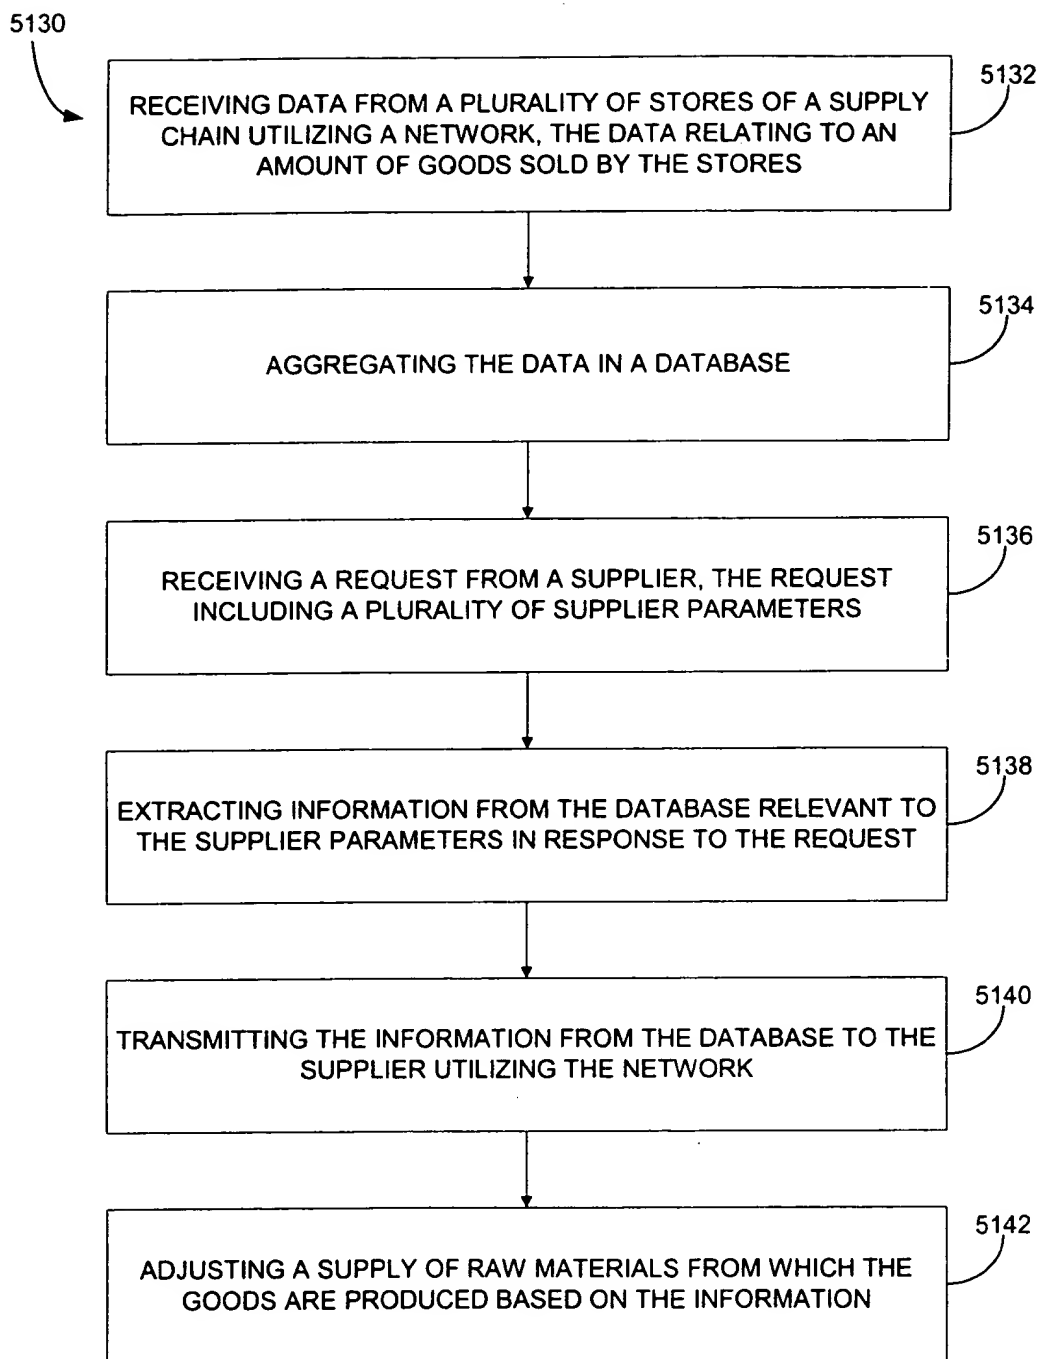 5130
5132
RECEIVING DATA FROM A PLURALITY OF STORES OF A SUPPLY
CHAIN UTILIZING A NETWORK, THE DATA RELATING TO AN
AMOUNT OF GOODS SOLD BY THE STORES
5134
AGGREGATING THE DATA IN A DATABASE
5136
RECEIVING A REQUEST FROM A SUPPLIER, THE REQUEST
INCLUDING A PLURALITY OF SUPPLIER PARAMETERS
5138
EXTRACTING INFORMATION FROM THE DATABASE RELEVANT TO
THE SUPPLIER PARAMETERS IN RESPONSE TO THE REQUEST
5140
TRANSMITTING THE INFORMATION FROM THE DATABASE TO THE
SUPPLIER UTILIZING THE NETWORK
5142
ADJUSTING A SUPPLY OF RAW MATERIALS FROM WHICH THE
GOODS ARE PRODUCED BASED ON THE INFORMATION